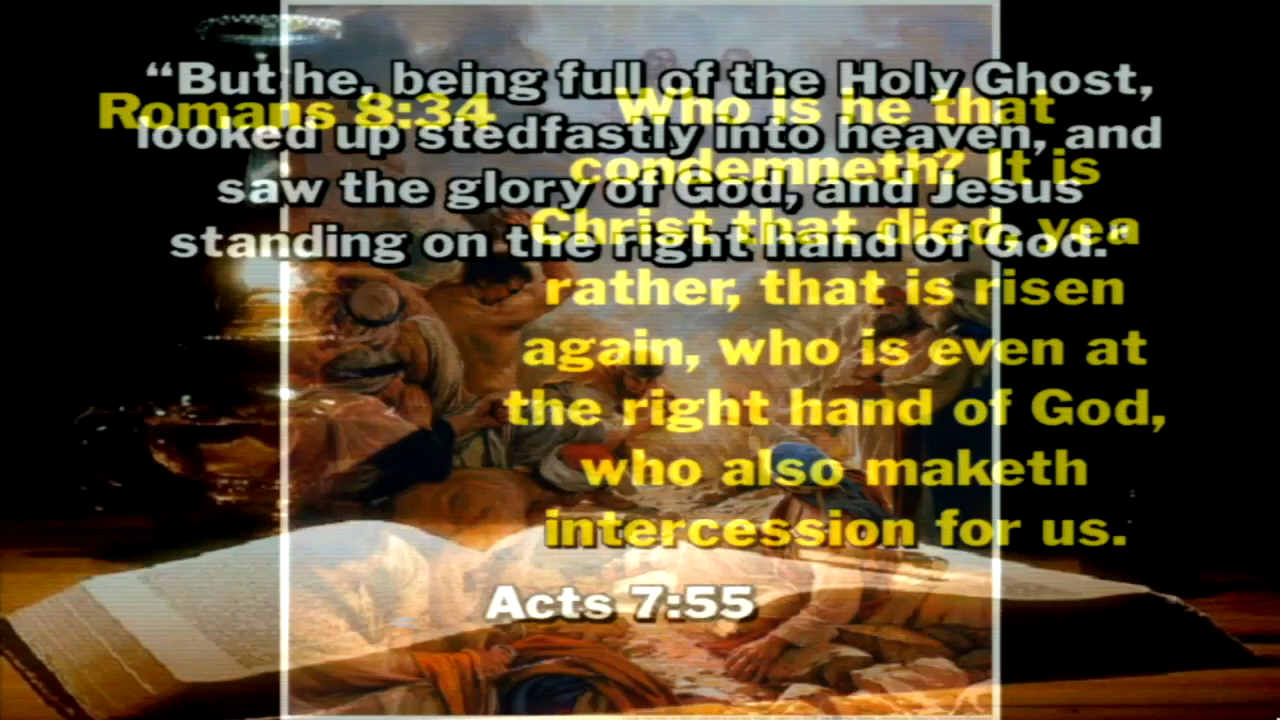 “But he, being full of the Holy Ghost,
looked up stedfastly into heaven, and
saw the glory of God, and Jesus
standing on the right hand of God."
Acts 7:55
Romans 8:34
Who is he that
condemneth? It is
Christ that died, yea
rather, that is risen
again, who is even at
the right hand of God,
who also maketh
intercession for us.